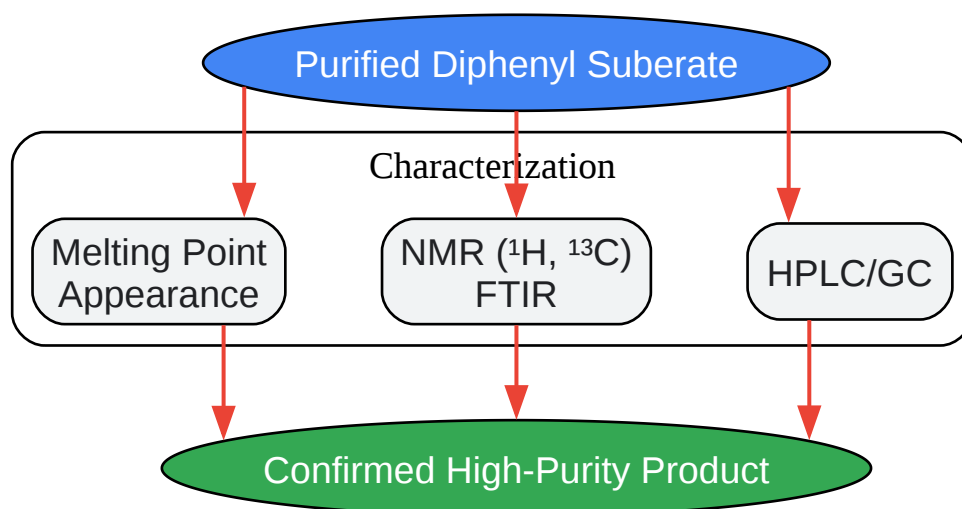 Purified Diphenyl Suberate
Characterization
Melting Point
Appearance
NMR (¹H, ¹³C)
FTIR
HPLC/GC
Confirmed High-Purity Product